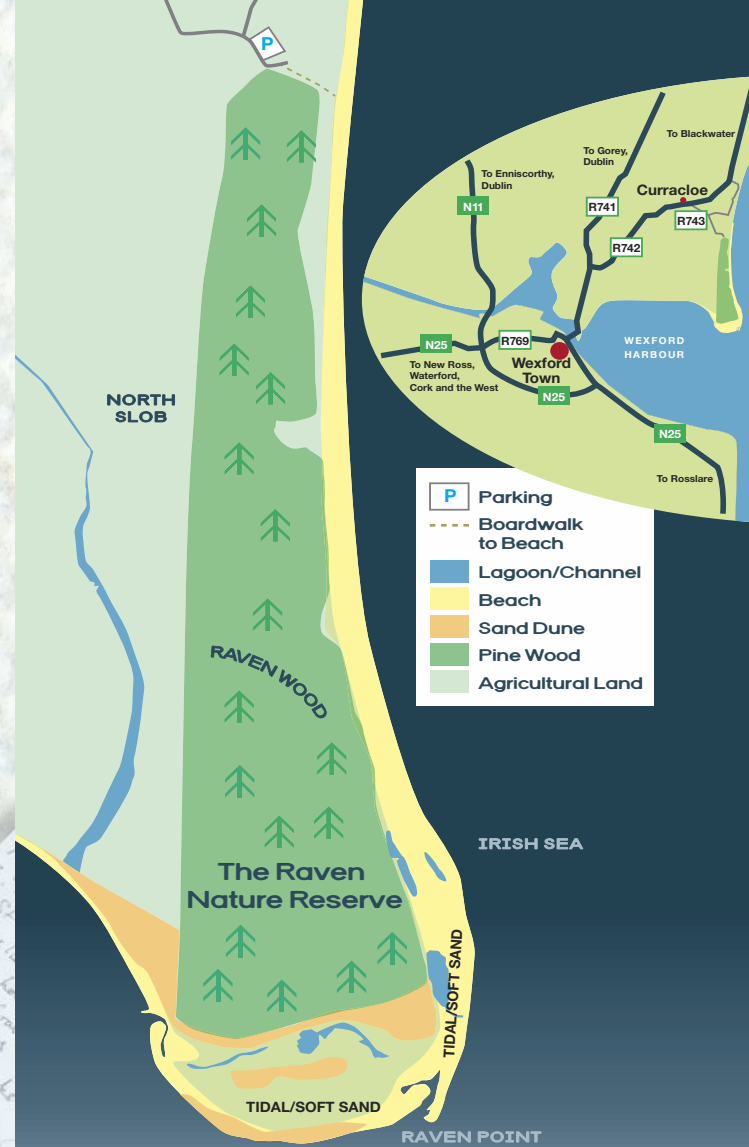 P
To Blackwater
To Gorey,
Dublin
To Enniscorthy,
Dublin
Curracloe
N11
R741
R743
R742
WEXFORD
HARBOUR
N25
R769
Wexford
Town
To New Ross,
Waterford,
Cork and the West
N25
N25
To Rosslare
NORTH
SLOB
P Parking
Boardwalk
to Beach
Lagoon/Channel
Beach
Sand Dune
Pine Wood
Agricultural Land
RAVEN WOOD
IRISH SEA
The Raven
Nature Reserve
TIDAL/SOFT SAND
TIDAL/SOFT SAND
RAVEN POINT